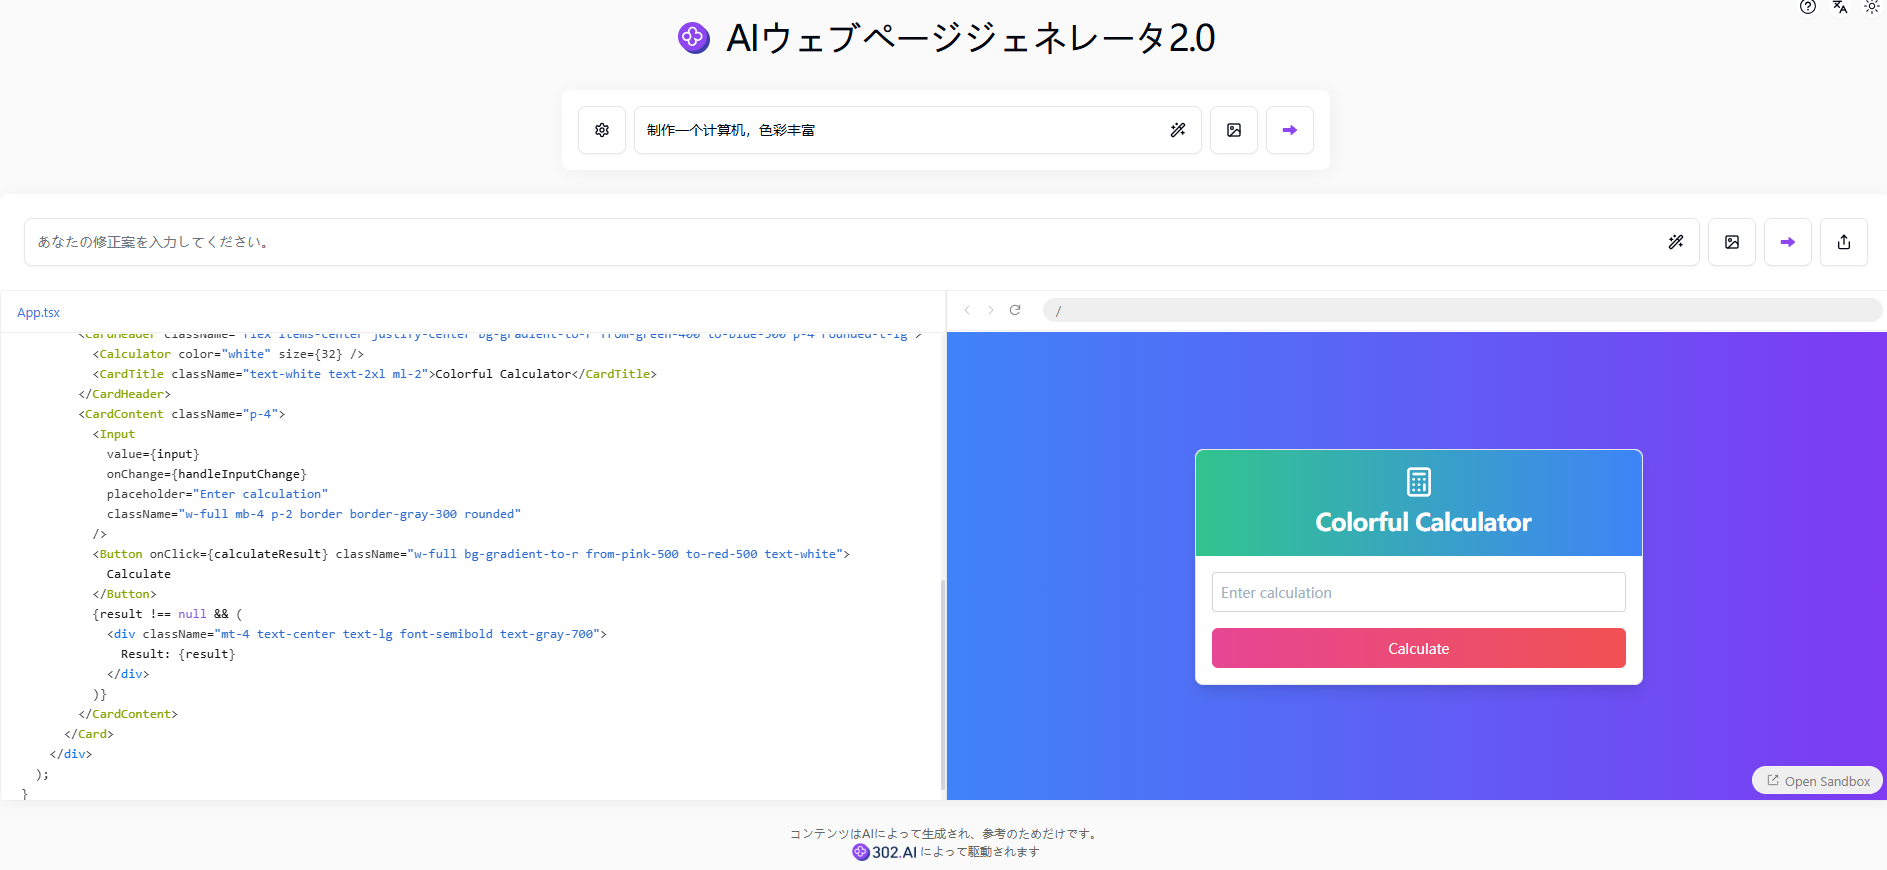 AIウェブページジェネレータ2.0
制作一个计算机，色彩丰富
あなたの修正案を入力してください。
App.tsx
/
<CardHeader className="flex items-center justify-center bg-gradient-to-r from-green-400 to-blue-500 p-4 rounded-t-lg">
<Calculator color="white" size={32} />
<CardTitle className="text-white text-2xl ml-2">Colorful Calculator</CardTitle>
</CardHeader>
<CardContent className="p-4">
<Input
value={input}
onChange={handleInputChange}
placeholder="Enter calculation"
className="w-full mb-4 p-2 border border-gray-300 rounded"
/>
<Button onClick={calculateResult} className="w-full bg-gradient-to-r from-pink-500 to-red-500 text-white">
Calculate
</Button>
{result !== null && (
<div className="mt-4 text-center text-lg font-semibold text-gray-700">
Result: {result}
</div>
)}
</CardContent>
</Card>
</div>
);
}
Colorful Calculator
Enter calculation
Calculate
Open Sandbox
コンテンツはAIによって生成され、参考のためだけです。
302.AI によって駆動されます